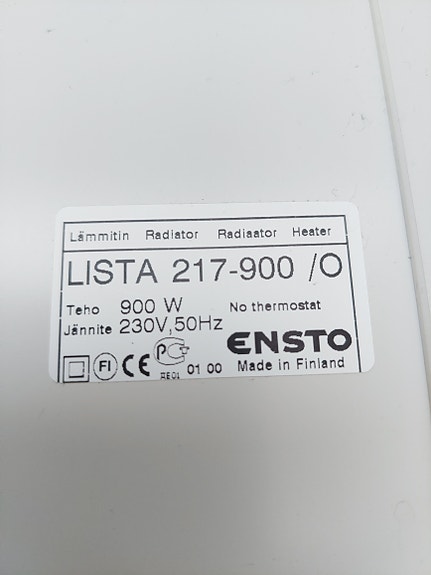 Lämmitin Radiator Radiaator Heater
LISTA 217-900 /O
Teho 900 W No thermostat
Jännite 230V, 50Hz
ENSTO
FI CE P 01 00 Made in Finland